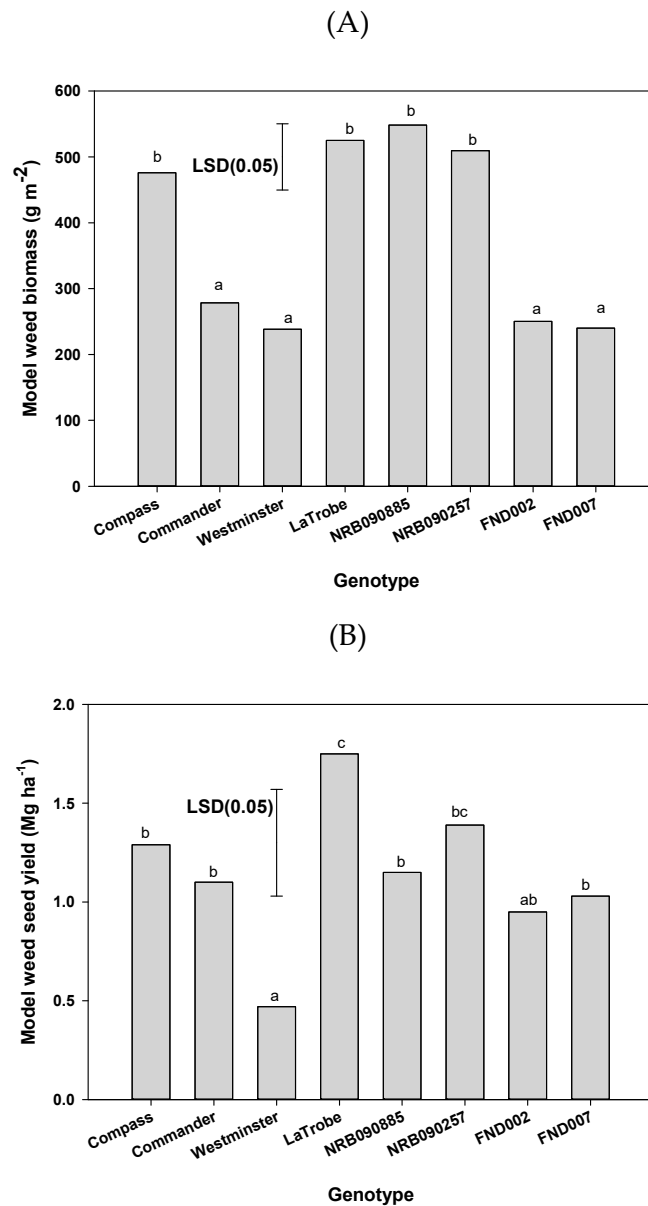 (A)
Model weed biomass (g m-2)
600
500
400
300
200
100
0
LSD(0.05)
b
a
a
b
b
b
a
a
Compass
Commander
Westminster
LaTrobe
NRB090885
NRB090257
FND002
FND007
Genotype
(B)
Model weed seed yield (Mg ha-1)
2.0
1.5
1.0
0.5
0.0
LSD(0.05)
b
b
a
c
b
bc
ab
b
Compass
Commander
Westminster
LaTrobe
NRB090885
NRB090257
FND002
FND007
Genotype